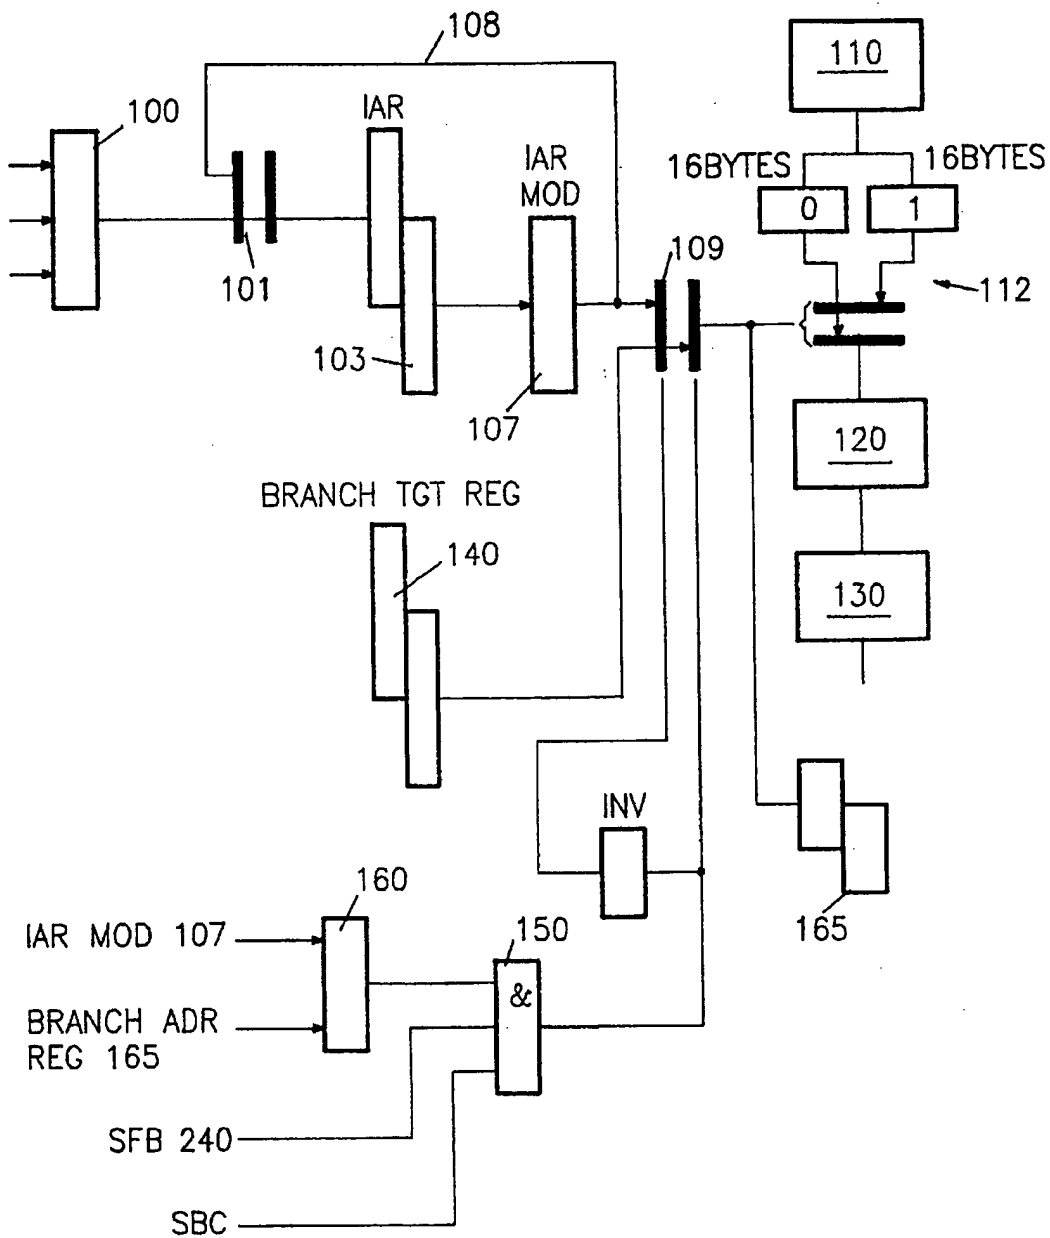 108
110
100
IAR
IAR
MOD
16BYTES
16BYTES
0
1
109
101
112
103
107
120
BRANCH TGT REG
140
130
INV
160
165
IAR MOD 107
150
&
BRANCH ADR
REG 165
SFB 240
SBC